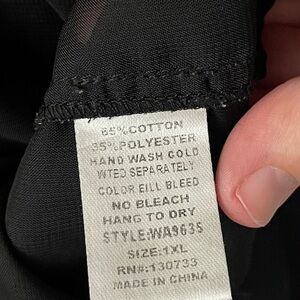 65%COTTON
35%POLYESTER
HAND WASH COLD
WTED SEPARATELY
COLOR EILL BLEED
NO BLEACH
HANG TO DRY
STYLE:WA9635
SIZE:1XL
RN#:130733
MADE IN CHINA